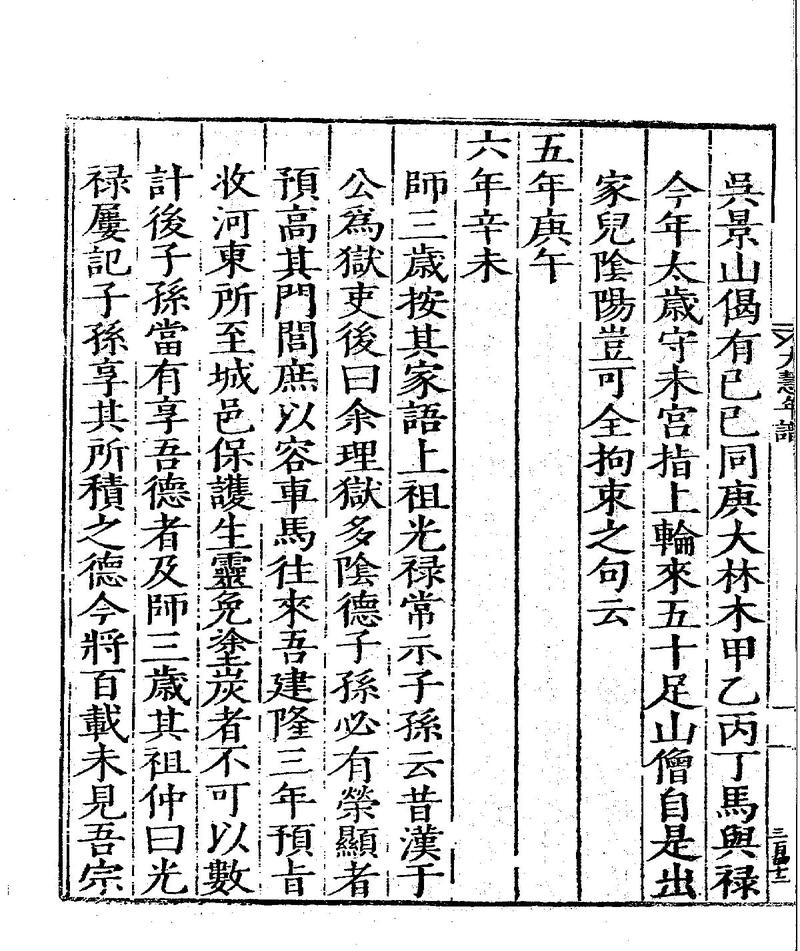 吳景山偈有已巳同庚大林木甲乙丙丁馬與禄
今年太歲守未宮指上輪來五十足山僧自是出
家兒陰陽豈可全拘束之句云
五年庚午
六年辛未
師三歲按其家語上祖光禄常示子孫云昔漢于
公爲獄吏後曰余理獄多陰德子孫必有榮顯者
預高其門閭庶以容車馬往來吾建隆三年預旨
收河東所至城邑保護生靈免塗炭者不可以數
計後子孫當有享吾德者及師三歲其祖仲曰光
禄屢記子孫享其所積之德今將百載未見吾宗
大慧年譜